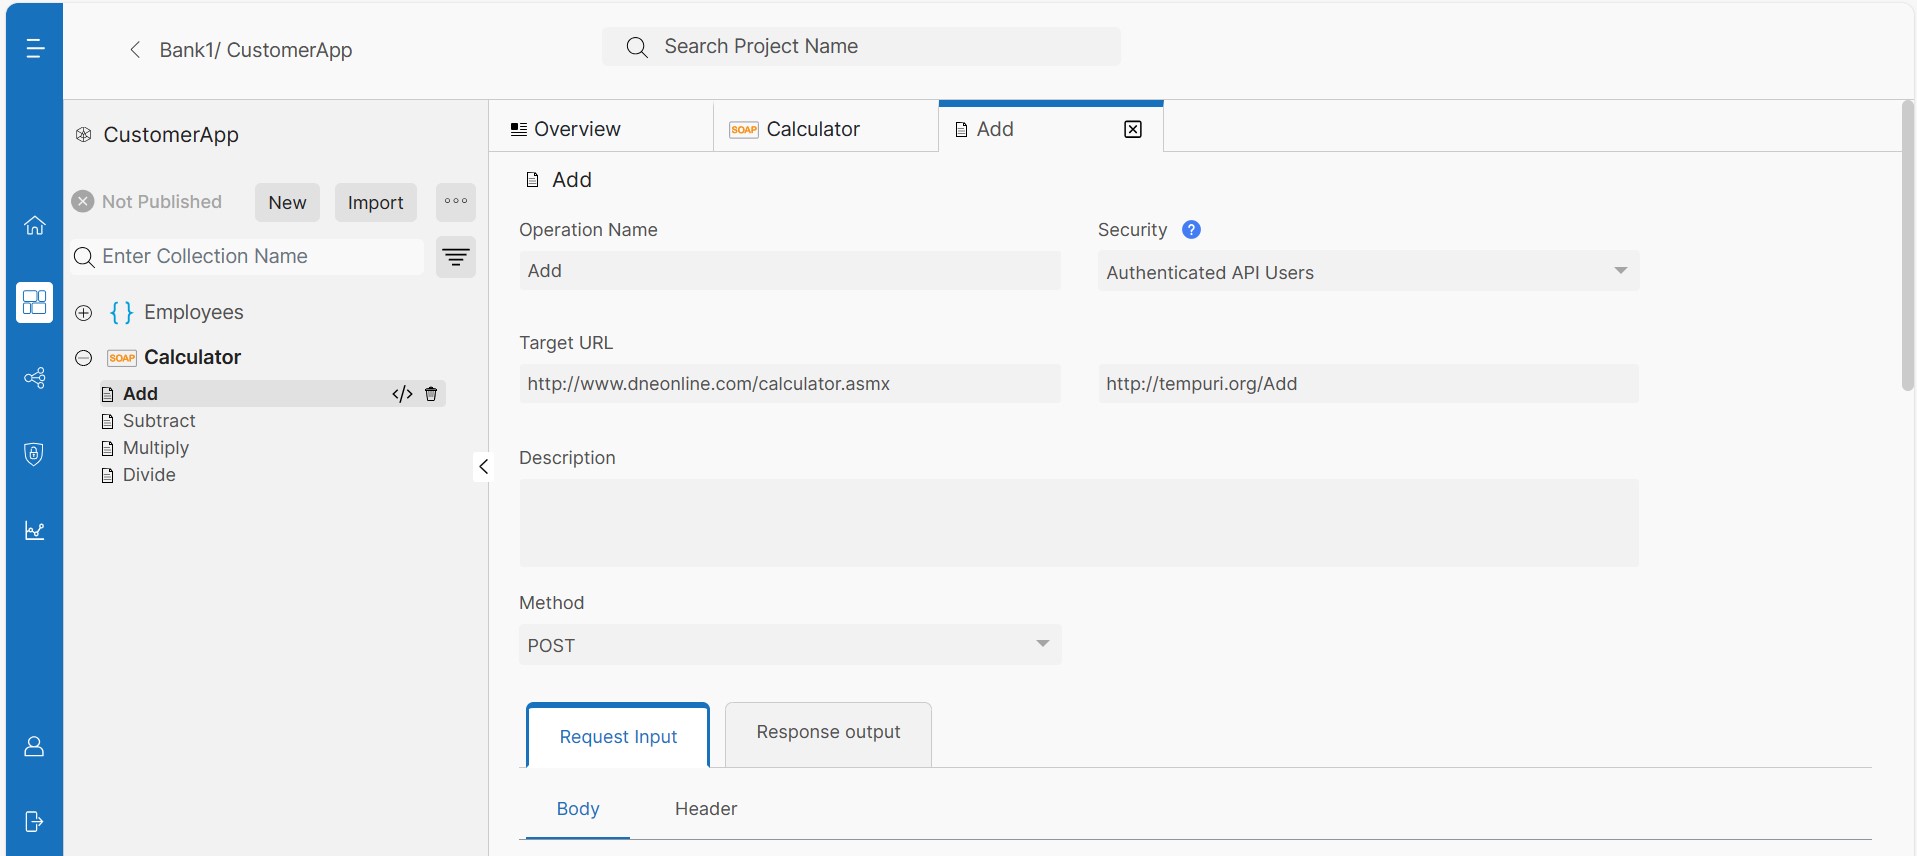 Bank1/ CustomerApp
Search Project Name
CustomerApp
Not Published
New
Import
Enter Collection Name
{ } Employees
SOAP Calculator
Add
</>
Subtract
Multiply
Divide
Overview
SOAP Calculator
Add
Add
Operation Name
Add
Security ?
Authenticated API Users
Target URL
http://www.dneonline.com/calculator.asmx
http://tempuri.org/Add
Description
Method
POST
Request Input
Response output
Body
Header